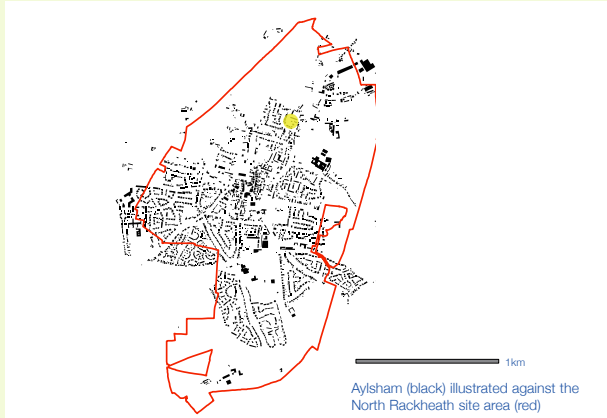 1km
Aylsham (black) illustrated against the
North Rackheath site area (red)